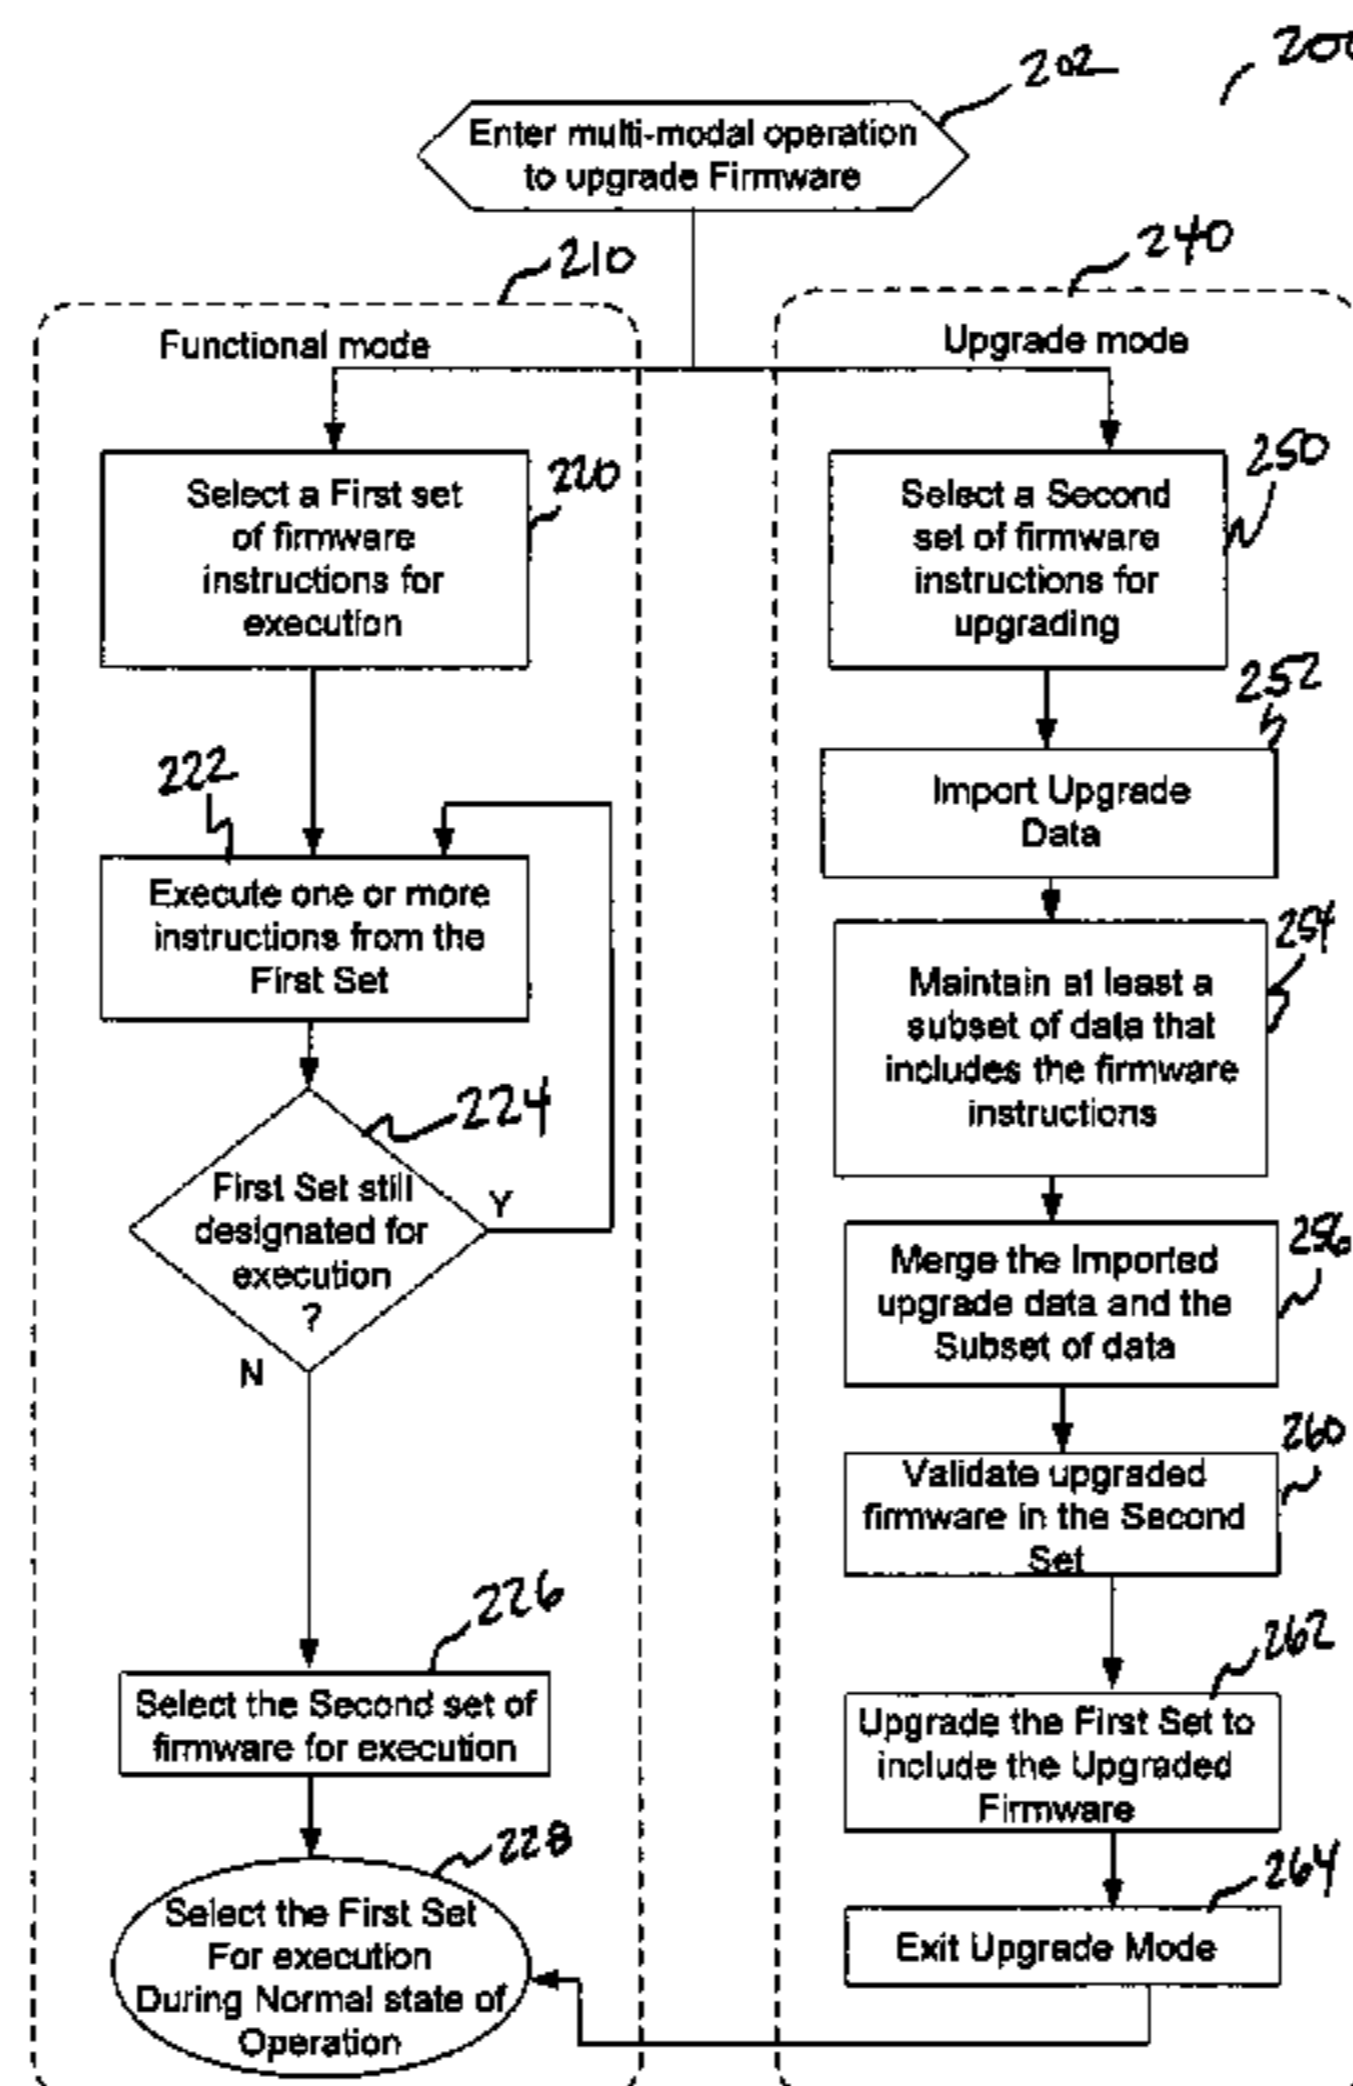 200
202
Enter multi-modal operation
to upgrade Firmware
210
240
Functional mode
Upgrade mode
Select a First set
of firmware
instructions for
execution
220
222
Execute one or more
instructions from the
First Set
224
First Set still
designated for
execution
?
Y
N
226
Select the Second set of
firmware for execution
228
Select the First Set
For execution
During Normal state of
Operation
250
Select a Second
set of firmware
instructions for
upgrading
252
Import Upgrade
Data
254
Maintain at least a
subset of data that
includes the firmware
instructions
256
Merge the Imported
upgrade data and the
Subset of data
260
Validate upgraded
firmware in the Second
Set
262
Upgrade the First Set to
include the Upgraded
Firmware
264
Exit Upgrade Mode